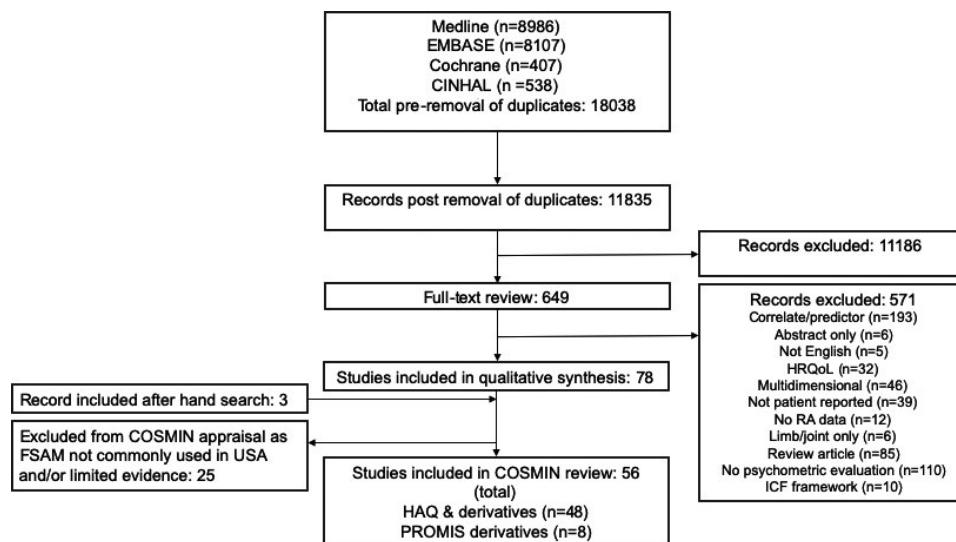 Medline (n=8986)
EMBASE (n=8107)
Cochrane (n=407)
CINHAL (n =538)
Total pre-removal of duplicates: 18038
Records post removal of duplicates: 11835
Records excluded: 11186
Full-text review: 649
Records excluded: 571
Correlate/predictor (n=193)
Abstract only (n=6)
Not English (n=5)
HRQoL (n=32)
Multidimensional (n=46)
Not patient reported (n=39)
No RA data (n=12)
Limb/joint only (n=6)
Review article (n=85)
No psychometric evaluation (n=110)
ICF framework (n=10)
Studies included in qualitative synthesis: 78
Record included after hand search: 3
Excluded from COSMIN appraisal as
FSAM not commonly used in USA
and/or limited evidence: 25
Studies included in COSMIN review: 56
(total)
HAQ & derivatives (n=48)
PROMIS derivatives (n=8)